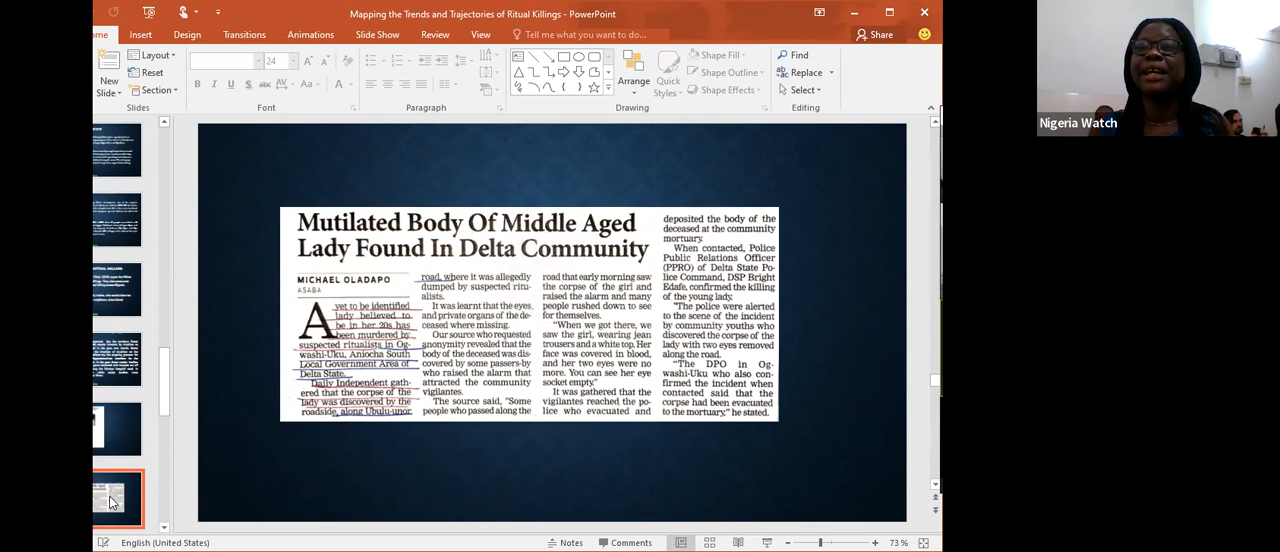 Mapping the Trends and Trajectories of Ritual Killings - PowerPoint
ome
Insert
Design
Transitions
Animations
Slide Show
Review
View
Tell me what you want to do...
Share
New
Slide
Layout
Reset
Section
Slides
24
B I U S abc AV Aa A
Font
Paragraph
Arrange
Quick
Styles
Shape Fill
Shape Outline
Shape Effects
Drawing
Find
Replace
Select
Editing
Mutilated Body Of Middle Aged
Lady Found In Delta Community
MICHAEL OLADAPO
ASABA
A yet to be identified
lady believed to
be in her 20s has
been murdered by
suspected ritualists in Og-
washi-Uku, Aniocha South
Local Government Area of
Delta State.
Daily Independent gath-
ered that the corpse of the
lady was discovered by the
roadside, along Ubulu-unor
road, where it was allegedly
dumped by suspected ritu-
alists.
It was learnt that the eyes,
and private organs of the de-
ceased where missing.
Our source who requested
anonymity revealed that the
body of the deceased was dis-
covered by some passers-by
who raised the alarm that
attracted the community
vigilantes.
The source said, "Some
people who passed along the
road that early morning saw
the corpse of the girl and
raised the alarm and many
people rushed down to see
for themselves.
"When we got there, we
saw the girl, wearing jean
trousers and a white top. Her
face was covered in blood,
and her two eyes were no
more. You can see her eye
socket empty."
It was gathered that the
vigilantes reached the po-
lice who evacuated and
deposited the body of the
deceased at the community
mortuary.
When contacted, Police
Public Relations Officer
(PPRO) of Delta State Po-
lice Command, DSP Bright
Edafe, confirmed the killing
of the young lady.
"The police were alerted
to the scene of the incident
by community youths who
discovered the corpse of the
lady with two eyes removed
along the road.
"The DPO in Og-
washi-Uku who also con-
firmed the incident when
contacted said that the
corpse had been evacuated
to the mortuary," he stated.
English (United States)
Notes
Comments
73 %
Nigeria Watch